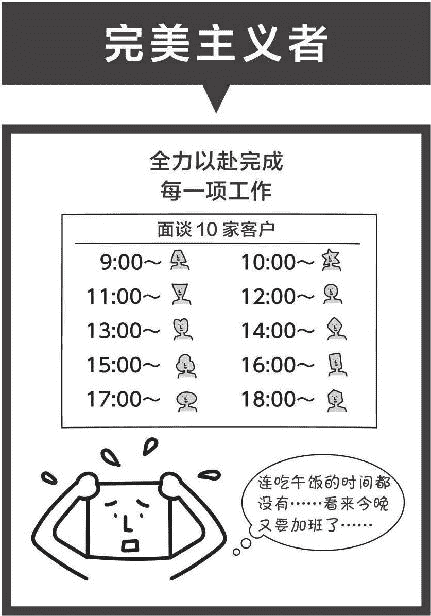 完美主义者
全力以赴完成
每一项工作
面谈10家客户
9:00～ 10:00～
11:00～ 12:00～
13:00～ 14:00～
15:00～ 16:00～
17:00～ 18:00～
连吃午饭的时间都
没有……看来今晚
又要加班了……